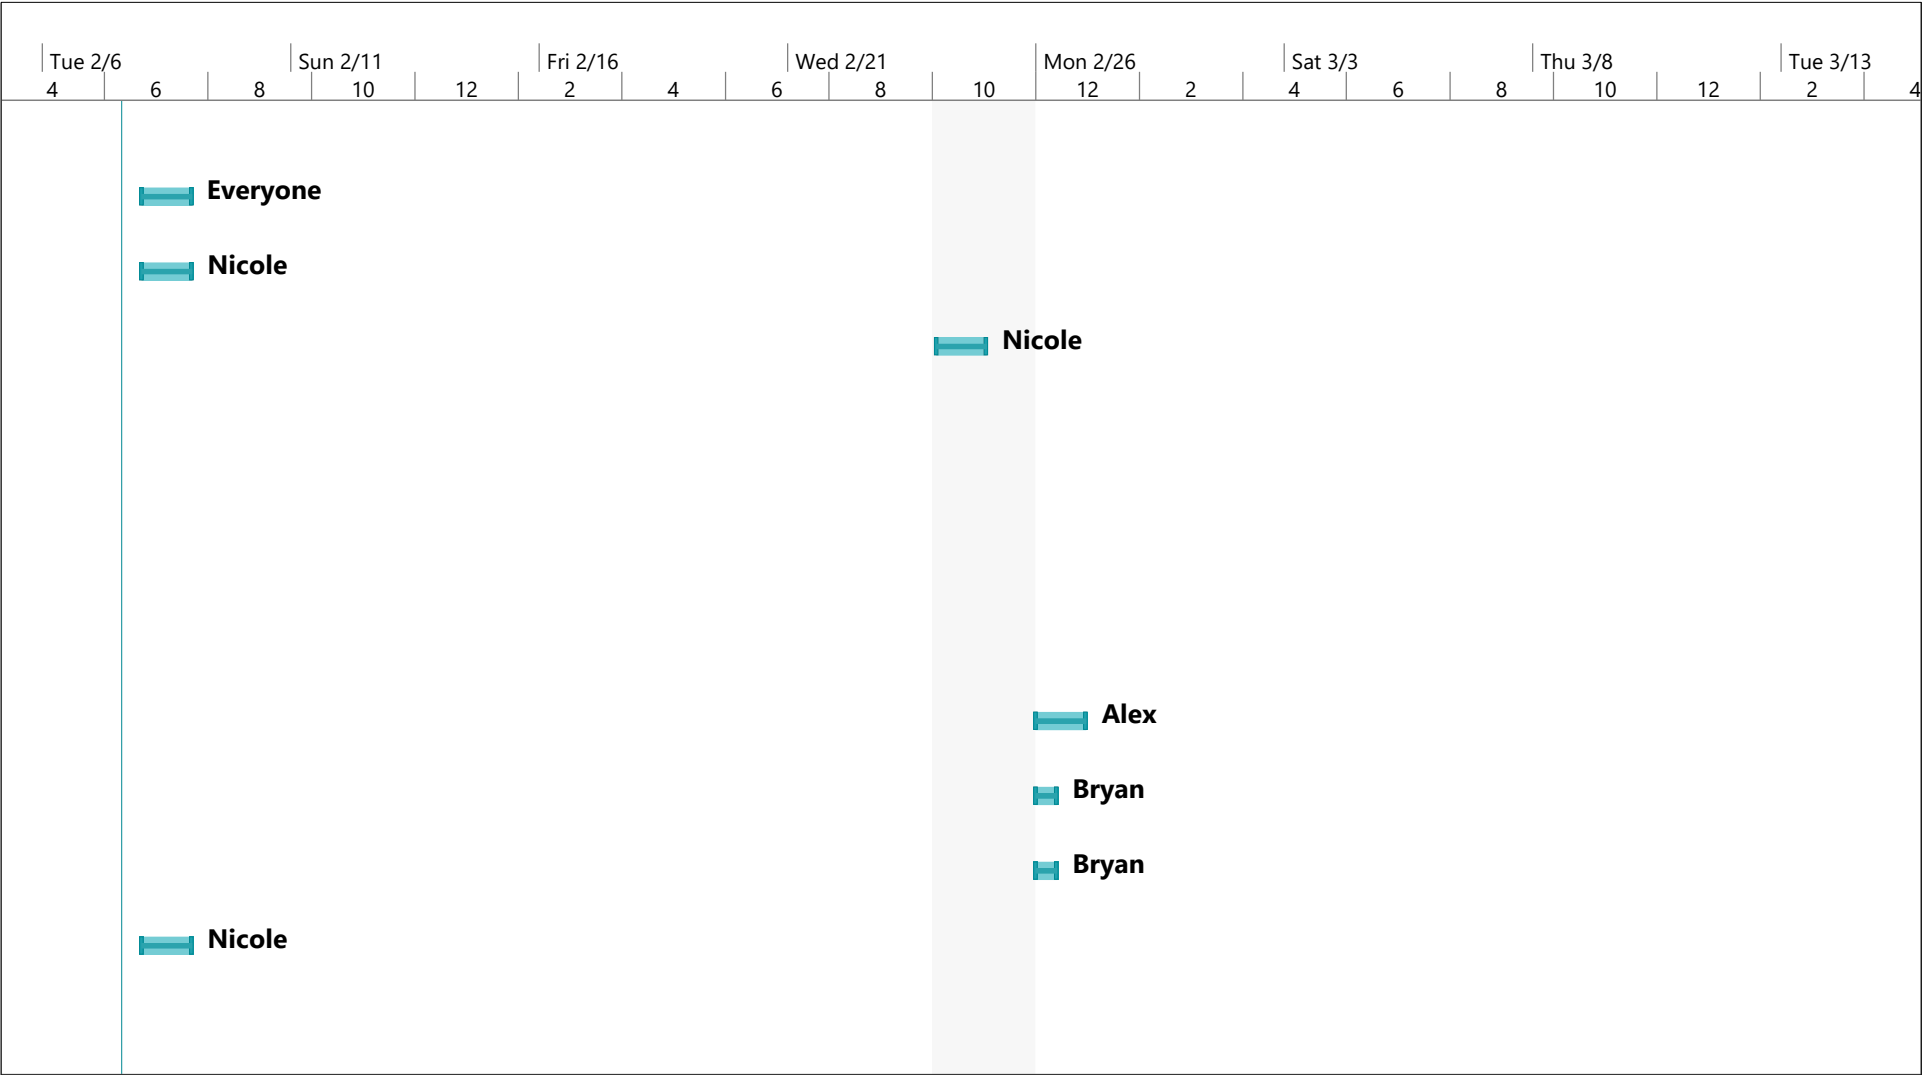 Tue 2/6 Sun 2/11 Fri 2/16 Wed 2/21 Mon 2/26 Sat 3/3 Thu 3/8 Tue 3/13
4 6 8 10 12 2 4 6 8 10 12 2 4 6 8 10 12 2 4
Everyone
Nicole
Nicole
Alex
Bryan
Bryan
Nicole